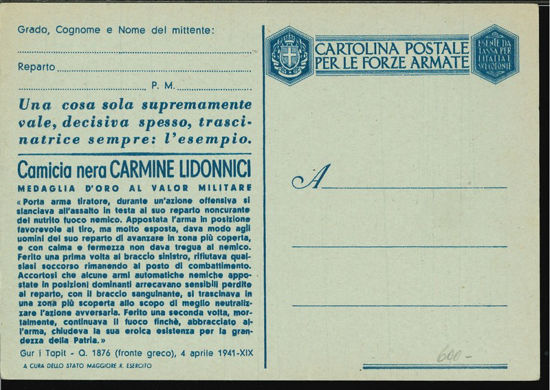 Grado, Cognome e Nome del mittente:
Reparto
P. M.
Una cosa sola supremamente
vale, decisiva spesso, trasci-
natrice sempre: l'esempio.
Camicia nera CARMINE LIDONNICI
MEDAGLIA D'ORO AL VALOR MILITARE
« Porta arma tiratore, durante un'azione offensiva si
slanciava all'assalto in testa al suo reparto noncurante
del nutrito fuoco nemico. Appostata l'arma in posizione
favorevole al tiro, ma molto esposta, dava modo agli
uomini del suo reparto di avanzare in zona più coperta,
e con calma e fermezza non dava tregua al nemico.
Ferito una prima volta al braccio sinistro, rifiutava qual-
siasi soccorso rimanendo al posto di combattimento.
Accortosi che alcune armi automatiche nemiche appo-
state in posizioni dominanti arrecavano sensibili perdite
al reparto, con il braccio sanguinante, si trascinava in
una zona più scoperta allo scopo di meglio neutraliz-
zare l'azione avversaria. Ferito una seconda volta, mor-
talmente, continuava il fuoco finchè, abbracciato al-
l'arma, chiudeva la sua eroica esistenza per la gran-
dezza della Patria. »
Gur i Topit - Q. 1876 (fronte greco), 4 aprile 1941-XIX
A CURA DELLO STATO MAGGIORE R. ESERCITO
CARTOLINA POSTALE
PER LE FORZE ARMATE
ESENTE DA
TASSA PER
L'ITALIA E
SUE COLONIE
A
600-